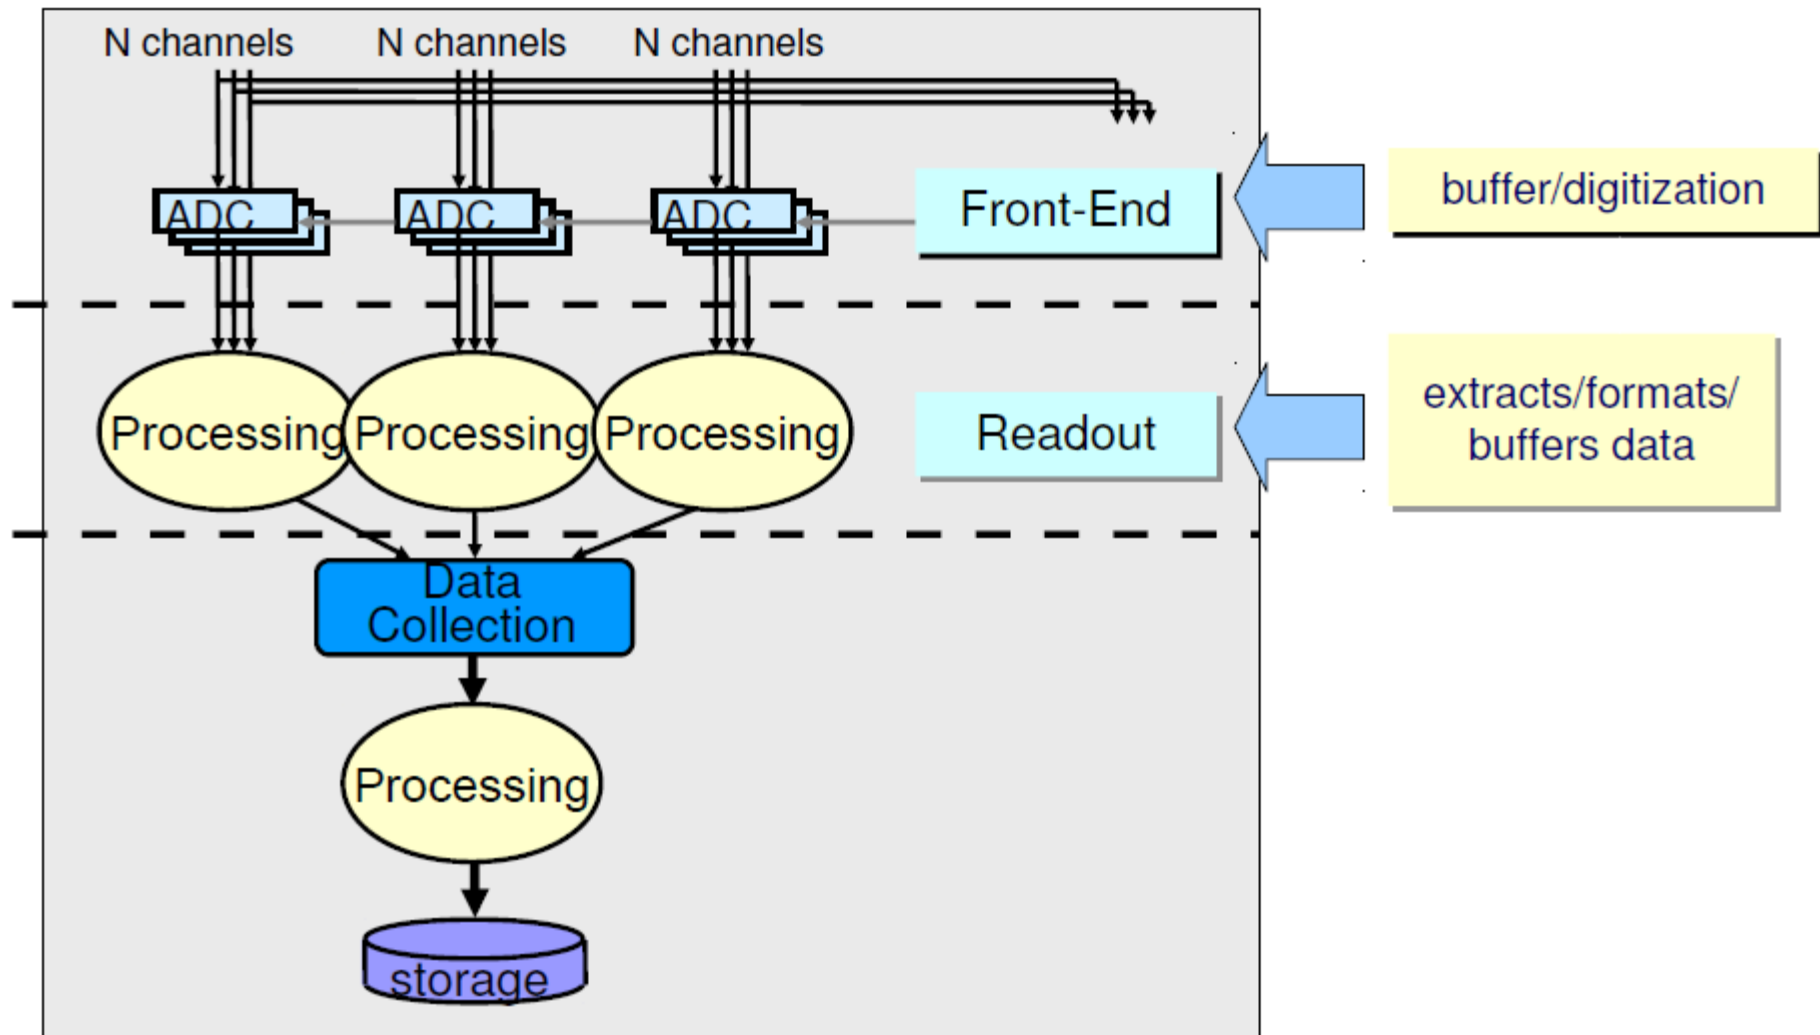 N channels
N channels
N channels
ADC
ADC
ADC
Front-End
buffer/digitization
Processing
Processing
Processing
Readout
extracts/formats/
buffers data
Data
Collection
Processing
storage